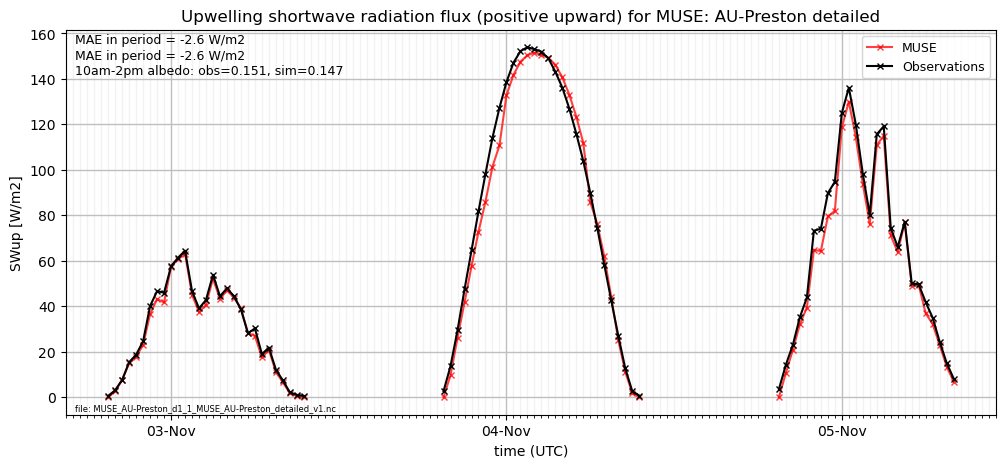 Upwelling shortwave radiation flux (positive upward) for MUSE: AU-Preston detailed
MAE in period = -2.6 W/m2
MAE in period = -2.6 W/m2
10am-2pm albedo: obs=0.151, sim=0.147
MUSE
Observations
160
140
120
100
80
60
40
20
0
SWup [W/m2]
file: MUSE_AU-Preston_d1_1_MUSE_AU-Preston_detailed_v1.nc
03-Nov
04-Nov
05-Nov
time (UTC)